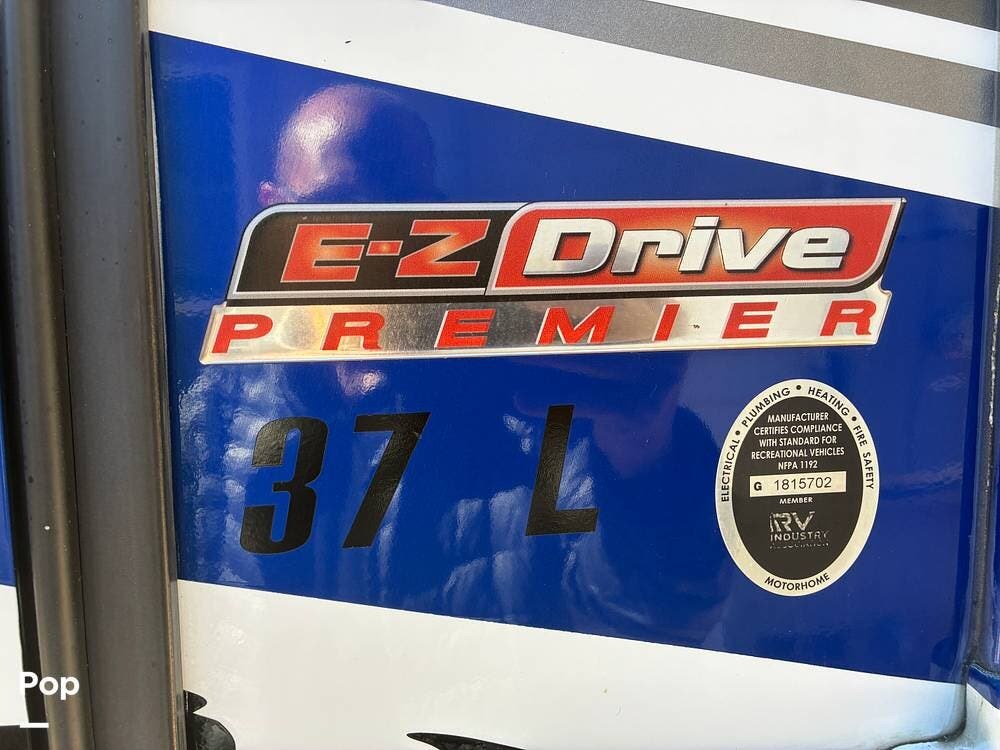 E-Z Drive
PREMIER
37 L
ELECTRICAL • PLUMBING • HEATING • FIRE SAFETY
MANUFACTURER
CERTIFIES COMPLIANCE
WITH STANDARD FOR
RECREATIONAL VEHICLES
NFPA 1192
G 1815702
MEMBER
RV
INDUSTRY
ASSOCIATION
MOTORHOME
Pop